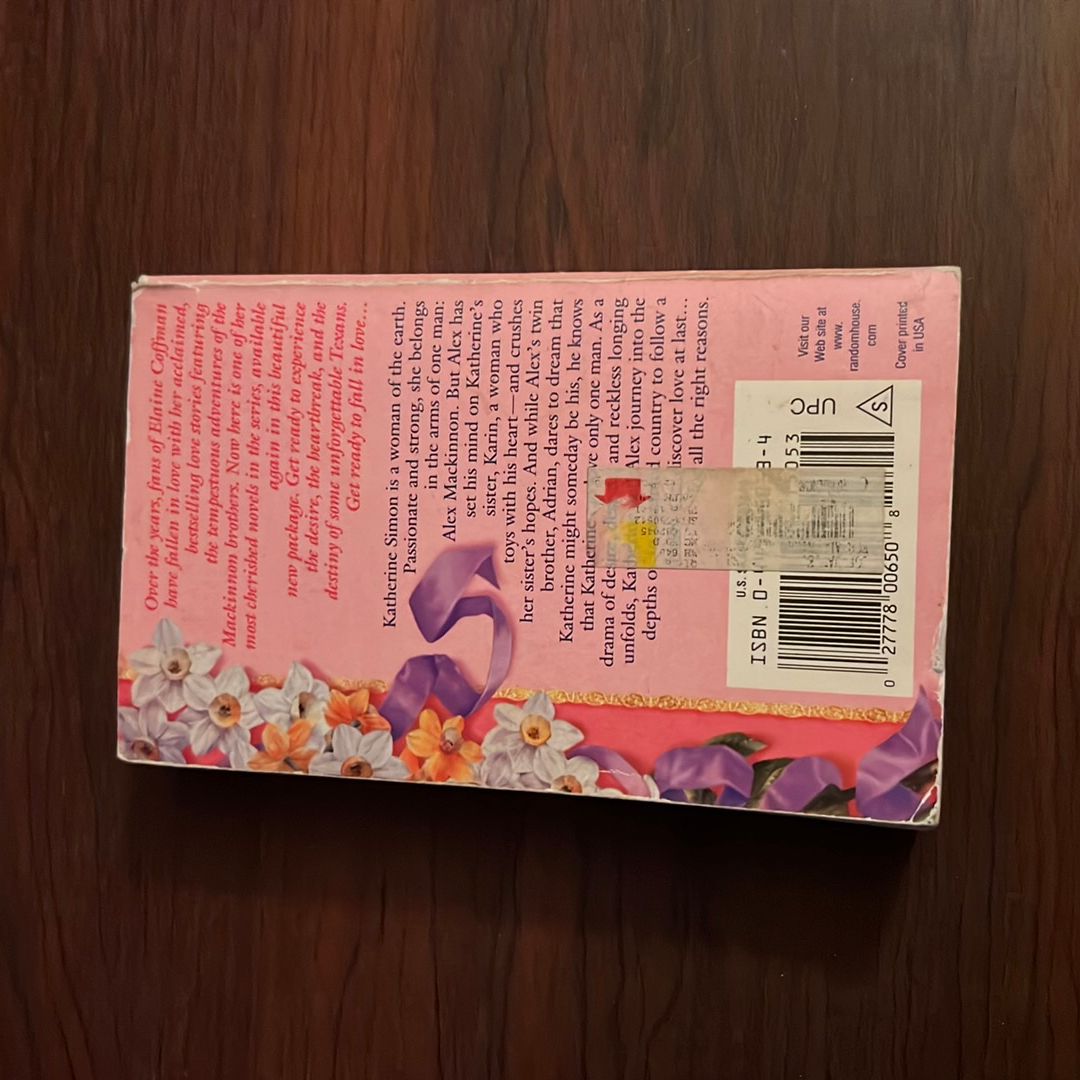 Over the years, fans of Elaine Coffman
have fallen in love with her acclaimed,
bestselling love stories featuring
the tempestuous adventures of the
Mackinnon brothers. Now here is one of her
most cherished novels in the series, available
again in this beautiful
new package. Get ready to experience
the desire, the heartbreak, and the
destiny of some unforgettable Texans.
Get ready to fall in love...
Katherine Simon is a woman of the earth.
Passionate and strong, she belongs
in the arms of one man:
Alex Mackinnon. But Alex has
set his mind on Katherine's
sister, Karin, a woman who
toys with his heart—and crushes
her sister's hopes. And while Alex's twin
brother, Adrian, dares to dream that
Katherine might someday be his, he knows
that Katherine only one man. As a
drama of and reckless longing
unfolds, Alex journey into the
depths country to follow a
discover love at last...
all the right reasons.
Visit our
Web site at
www.
randomhouse.
com
Cover printed
in USA
UPC
S
U.S.
ISBN 0-
-4
053
0 27778 00650 8